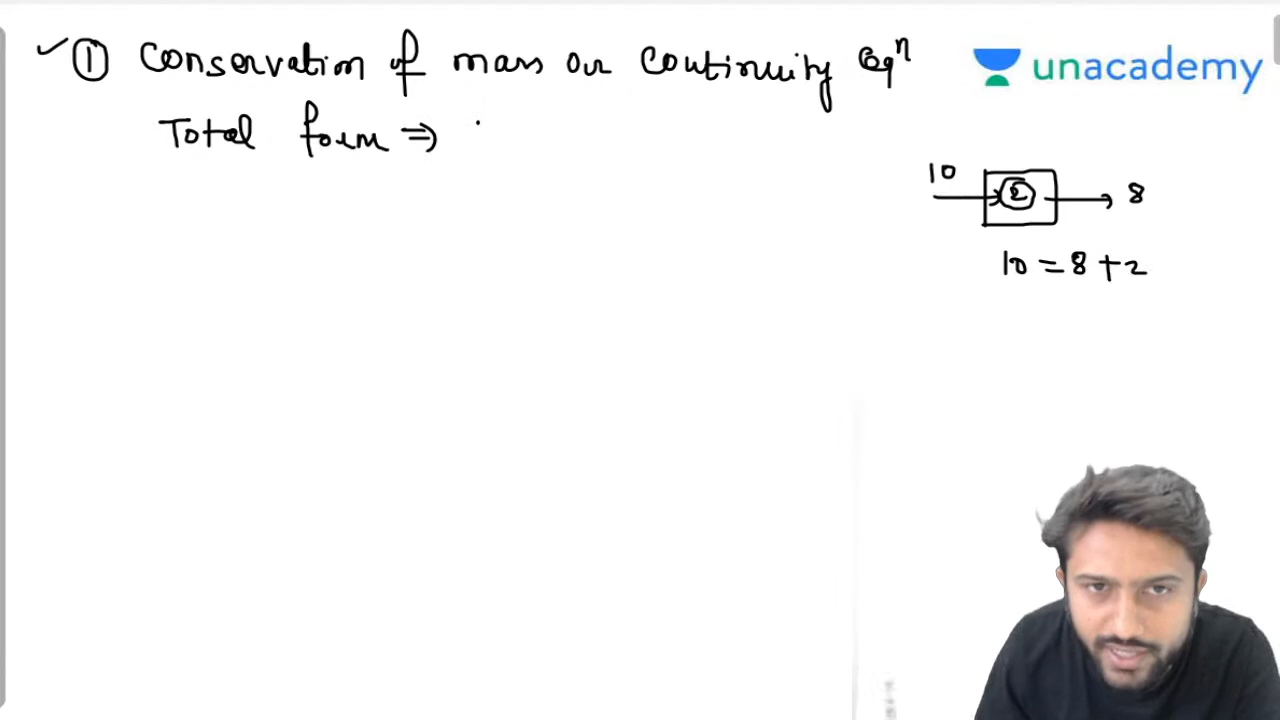 ✓ ① Conservation of mass or continuity Eqⁿ
unacademy
Total form ⇒
10
2
8
10 = 8 + 2